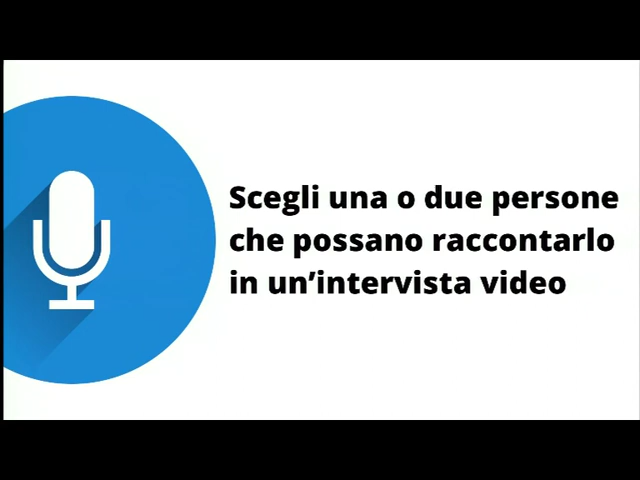 Scegli una o due persone
che possano raccontarlo
in un’intervista video